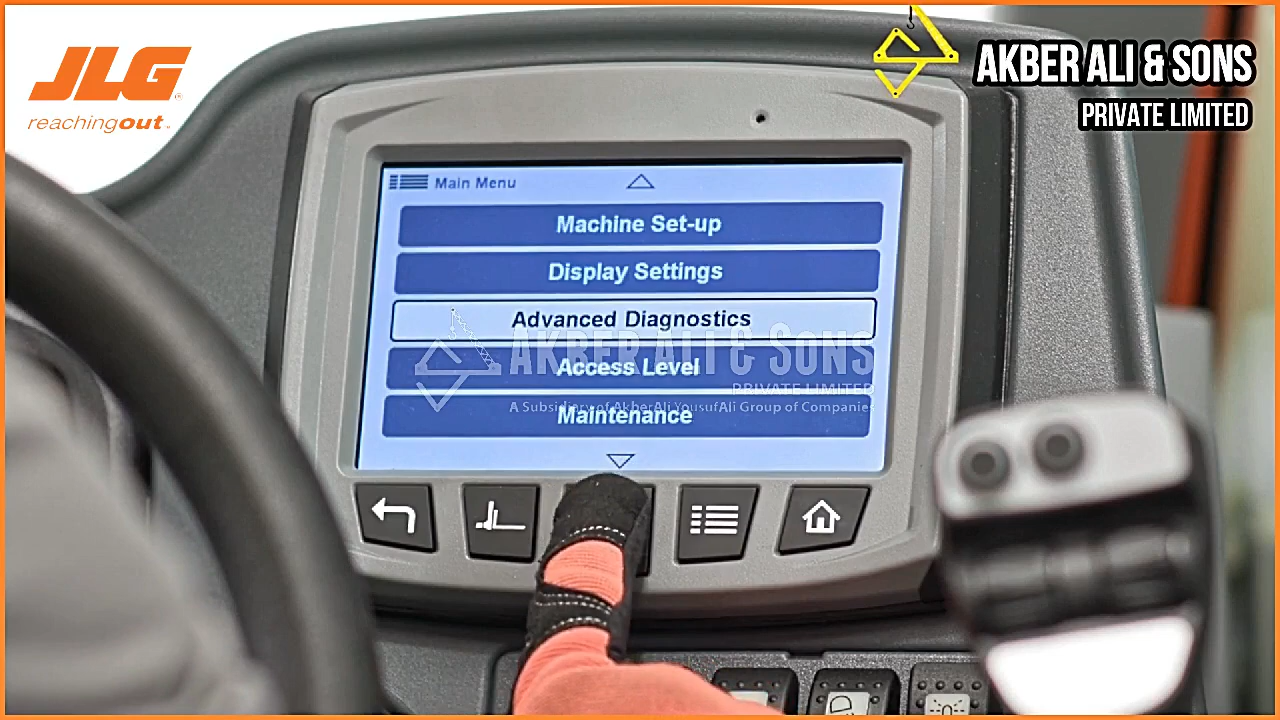 JLG
reachingout
AKBER ALI & SONS
PRIVATE LIMITED
Main Menu
Machine Set-up
Display Settings
Advanced Diagnostics
AKBER ALI & SONS
Access Level
PRIVATE LIMITED
A Subsidiary of AkberAli YousufAli Group of Companies
Maintenance